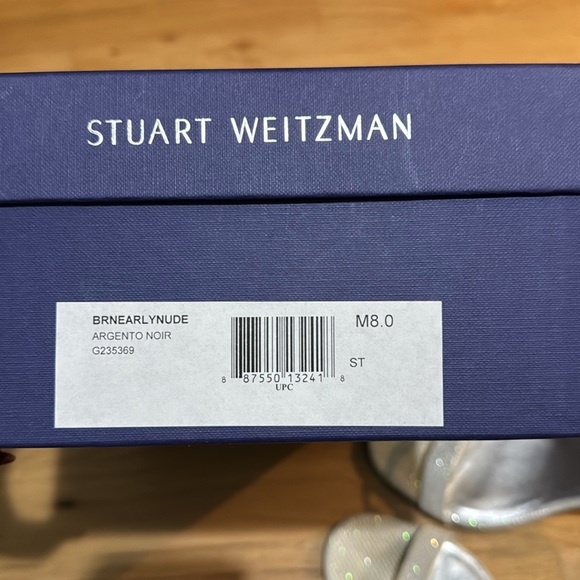 STUART WEITZMAN
BRNEARLYNUDE
ARGENTO NOIR
G235369
M8.0
ST
8 87550 13241 8
UPC